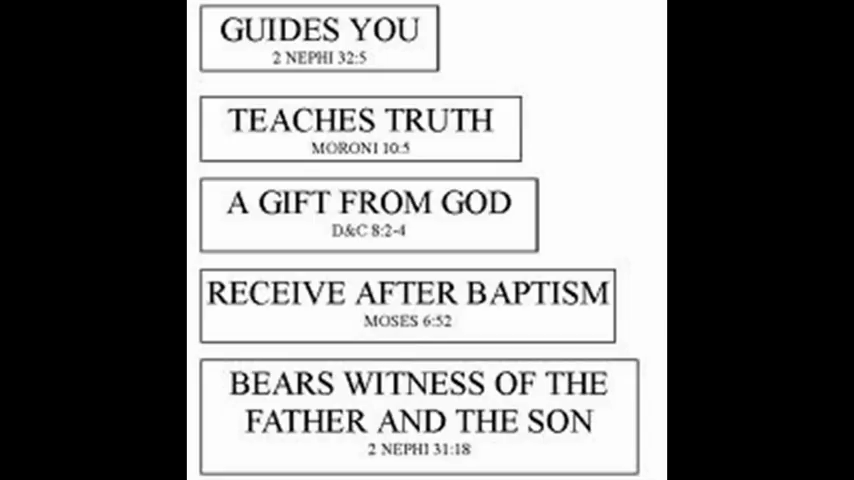 GUIDES YOU
2 NEPHI 32:5
TEACHES TRUTH
MORONI 10:5
A GIFT FROM GOD
D&C 8:2-4
RECEIVE AFTER BAPTISM
MOSES 6:52
BEARS WITNESS OF THE
FATHER AND THE SON
2 NEPHI 31:18